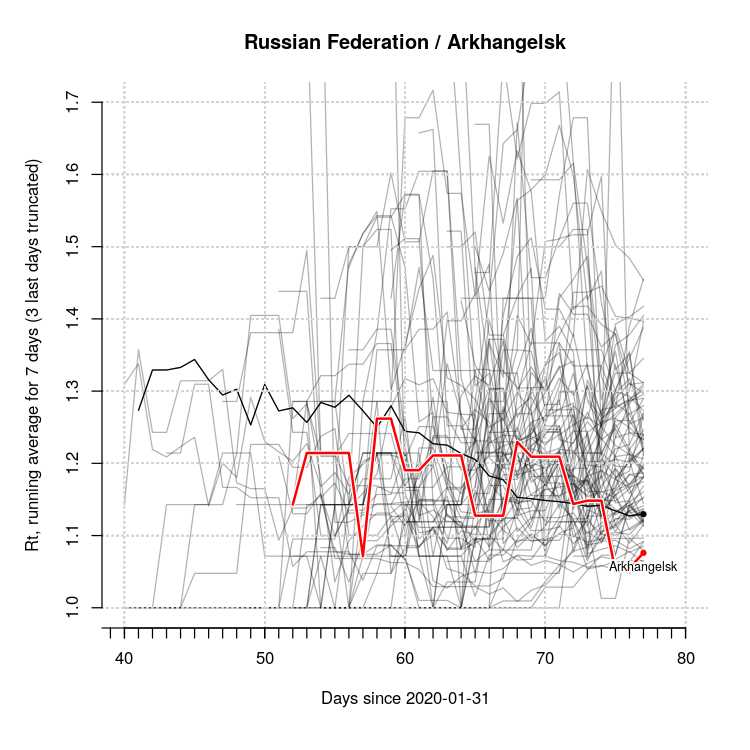 Russian Federation / Arkhangelsk
Rt, running average for 7 days (3 last days truncated)
1.7
1.6
1.5
1.4
1.3
1.2
1.1
1.0
Arkhangelsk
40 50 60 70 80
Days since 2020-01-31